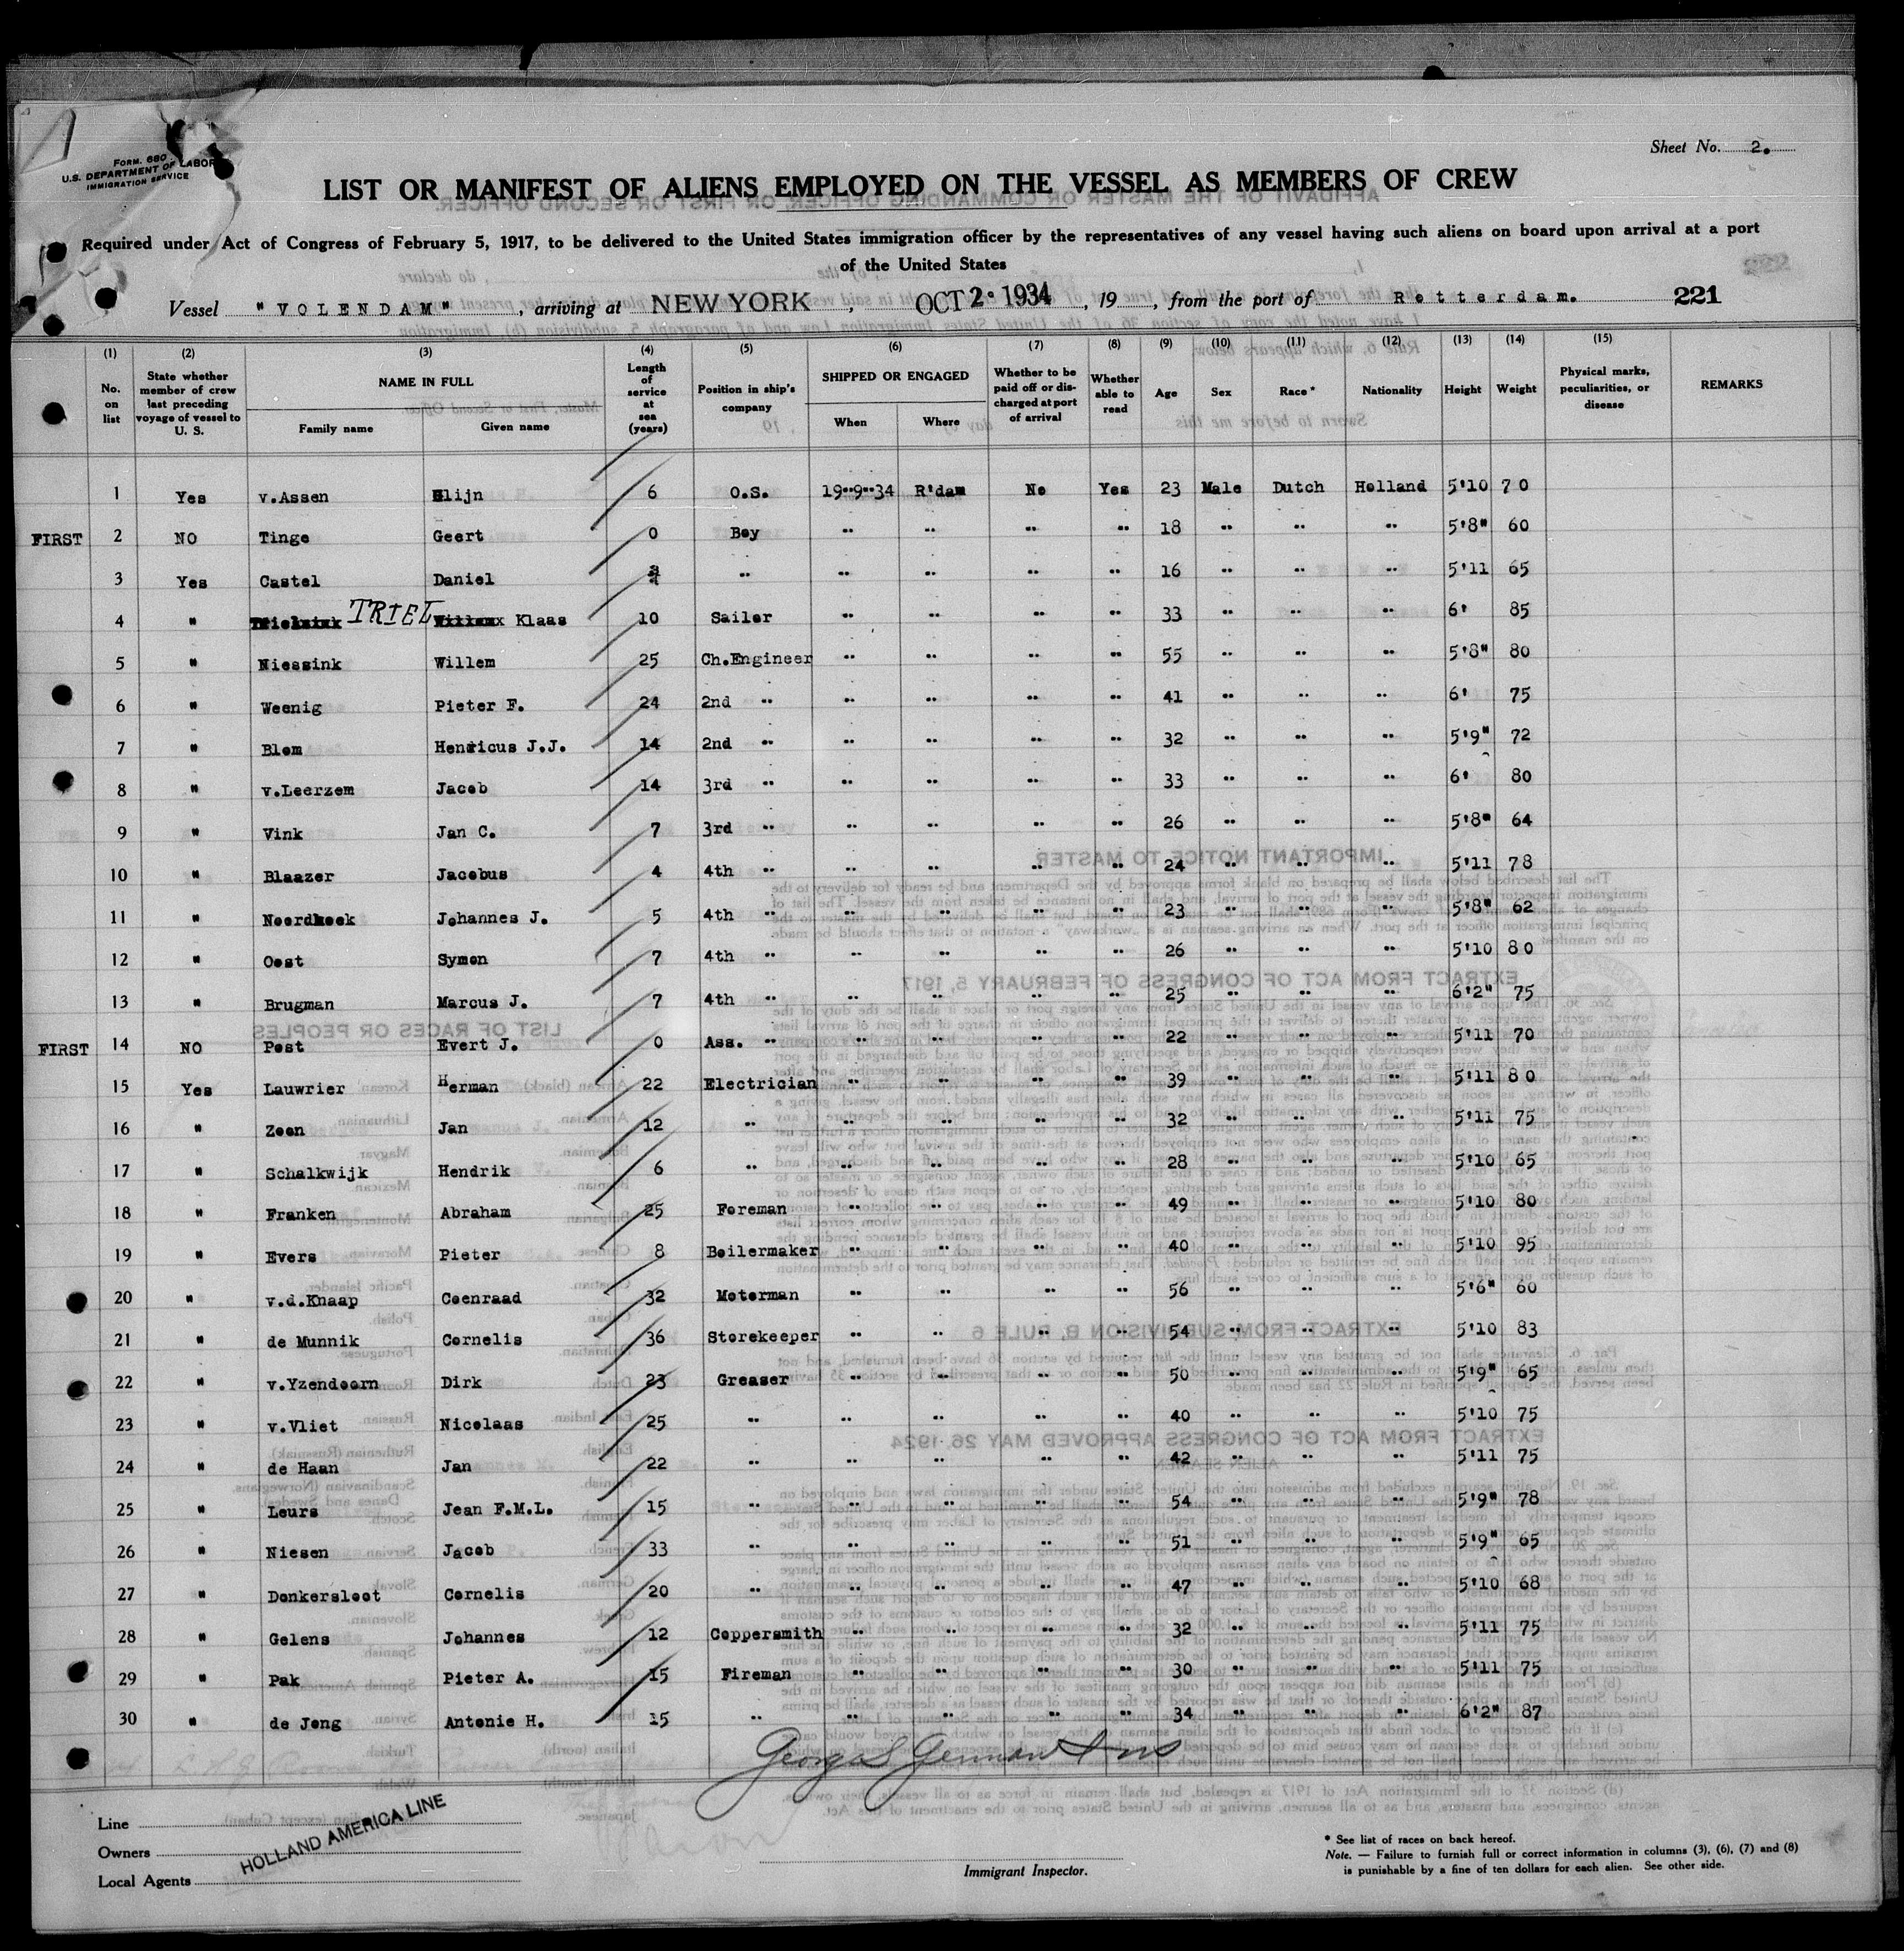 Sheet No. 2.
FORM. 680
U.S. DEPARTMENT OF LABOR
IMMIGRATION SERVICE
LIST OR MANIFEST OF ALIENS EMPLOYED ON THE VESSEL AS MEMBERS OF CREW
Required under Act of Congress of February 5, 1917, to be delivered to the United States immigration officer by the representatives of any vessel having such aliens on board upon arrival at a port
of the United States
Vessel "VOLENDAM", arriving at NEW YORK, OCT 2 1934, 19, from the port of Rotterdam. 221
(1) (2) (3) (4) (5) (6) (7) (8) (9) (10) (11) (12) (13) (14) (15)
No. on list State whether member of crew last preceding voyage of vessel to U. S. NAME IN FULL Family name Given name Length of service at sea (years) Position in ship's company SHIPPED OR ENGAGED When Where Whether to be paid off or discharged at port of arrival Whether able to read Age Sex Race* Nationality Height Weight Physical marks, peculiarities, or disease REMARKS
1 Yes v.Assen Slijn 6 O.S. 19"9"34 R'dam No Yes 23 Male Dutch Holland 5'10 70
FIRST 2 NO Tinge Geert 0 Boy " " " " 18 " " " 5'8" 60
3 Yes Castel Daniel " " " " " 16 " " " 5'11 65
4 " TRIEL Klaas 10 Sailor " " " " 33 " " " 6' 85
5 " Niessink Willem 25 Ch.Engineer " " " " 55 " " " 5'8" 80
6 " Weenig Pieter F. 24 2nd " " " " " 41 " " " 6' 75
7 " Blom Henricus J.J. 14 2nd " " " " " 32 " " " 5'9" 72
8 " v.Leerzem Jacob 14 3rd " " " " " 33 " " " 6' 80
9 " Vink Jan C. 7 3rd " " " " " 26 " " " 5'8" 64
10 " Blaazer Jacobus 4 4th " " " " " 24 " " " 5'11 78
11 " Noordhoek Johannes J. 5 4th " " " " " 23 " " " 5'8" 62
12 " Oost Symon 7 4th " " " " " 26 " " " 5'10 80
13 " Brugman Marcus J. 7 4th " " " " " 25 " " " 6'2" 75
FIRST 14 NO Post Evert J. 0 Ass. " " " " " 22 " " " 5'11 70
15 Yes Lauwrier Herman 22 Electrician " " " " 39 " " " 5'11 80
16 " Zoon Jan 12 " " " " " 32 " " " 5'11 75
17 " Schalkwijk Hendrik 6 " " " " " 28 " " " 5'10 65
18 " Franken Abraham 25 Foreman " " " " 49 " " " 5'10 80
19 " Evers Pieter 8 Boilermaker " " " " 40 " " " 5'10 95
20 " v.d.Knaap Coenraad 32 Moterman " " " " 56 " " " 5'6" 60
21 " de Munnik Cornelis 36 Storekeeper " " " " 54 " " " 5'10 83
22 " v.Yzendoorn Dirk 23 Greaser " " " " 50 " " " 5'9" 65
23 " v.Vliet Nicolaas 25 " " " " " 40 " " " 5'10 75
24 " de Haan Jan 22 " " " " " 42 " " " 5'11 75
25 " Leurs Jean F.M.L. 15 " " " " " 54 " " " 5'9" 78
26 " Niesen Jacob 33 " " " " " 51 " " " 5'9" 65
27 " Donkersloot Cornelis 20 " " " " " 47 " " " 5'10 68
28 " Gelens Johannes 12 Coppersmith " " " " 32 " " " 5'11 75
29 " Pak Pieter A. 15 Fireman " " " " 30 " " " 5'11 75
30 " de Jong Antonie H. 15 " " " " " 34 " " " 6'2" 87
Line
Owners HOLLAND AMERICA LINE
Local Agents
Immigrant Inspector.
* See list of races on back hereof.
Note. — Failure to furnish full or correct information in columns (3), (6), (7) and (8)
is punishable by a fine of ten dollars for each alien. See other side.